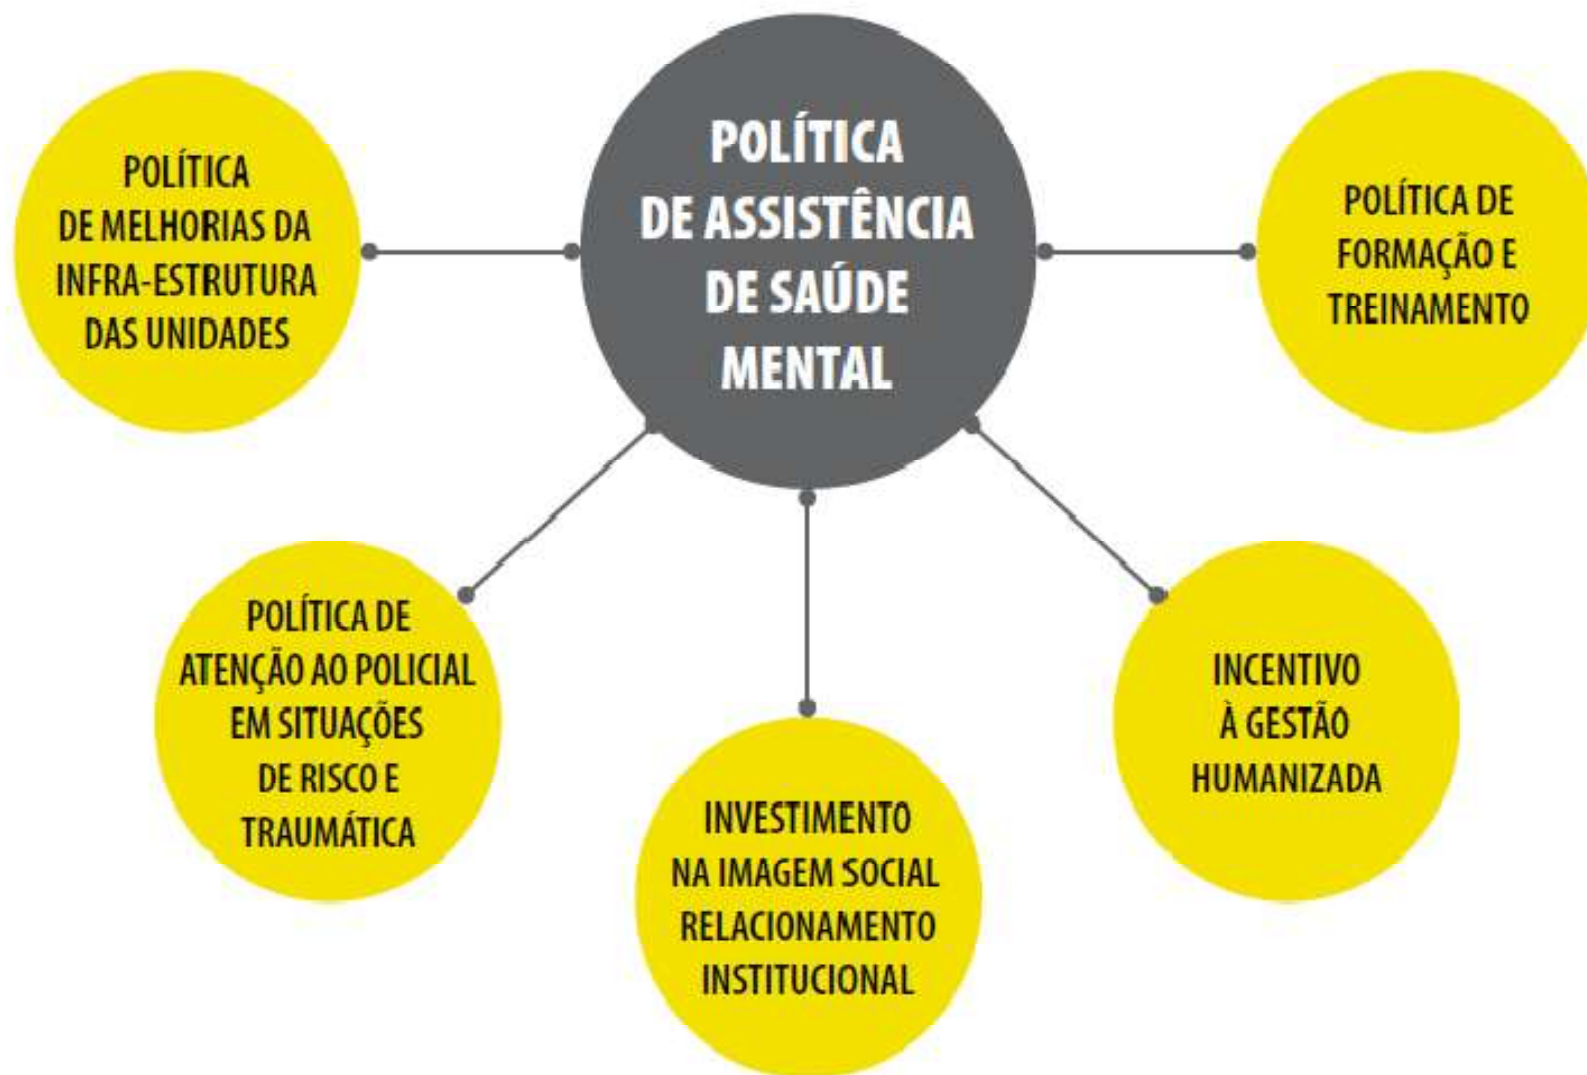 POLÍTICA
DE ASSISTÊNCIA
DE SAÚDE
MENTAL
POLÍTICA
DE MELHORIAS DA
INFRA-ESTRUTURA
DAS UNIDADES
POLÍTICA DE
FORMAÇÃO E
TREINAMENTO
POLÍTICA DE
ATENÇÃO AO POLICIAL
EM SITUAÇÕES
DE RISCO E
TRAUMÁTICA
INVESTIMENTO
NA IMAGEM SOCIAL
RELACIONAMENTO
INSTITUCIONAL
INCENTIVO
À GESTÃO
HUMANIZADA